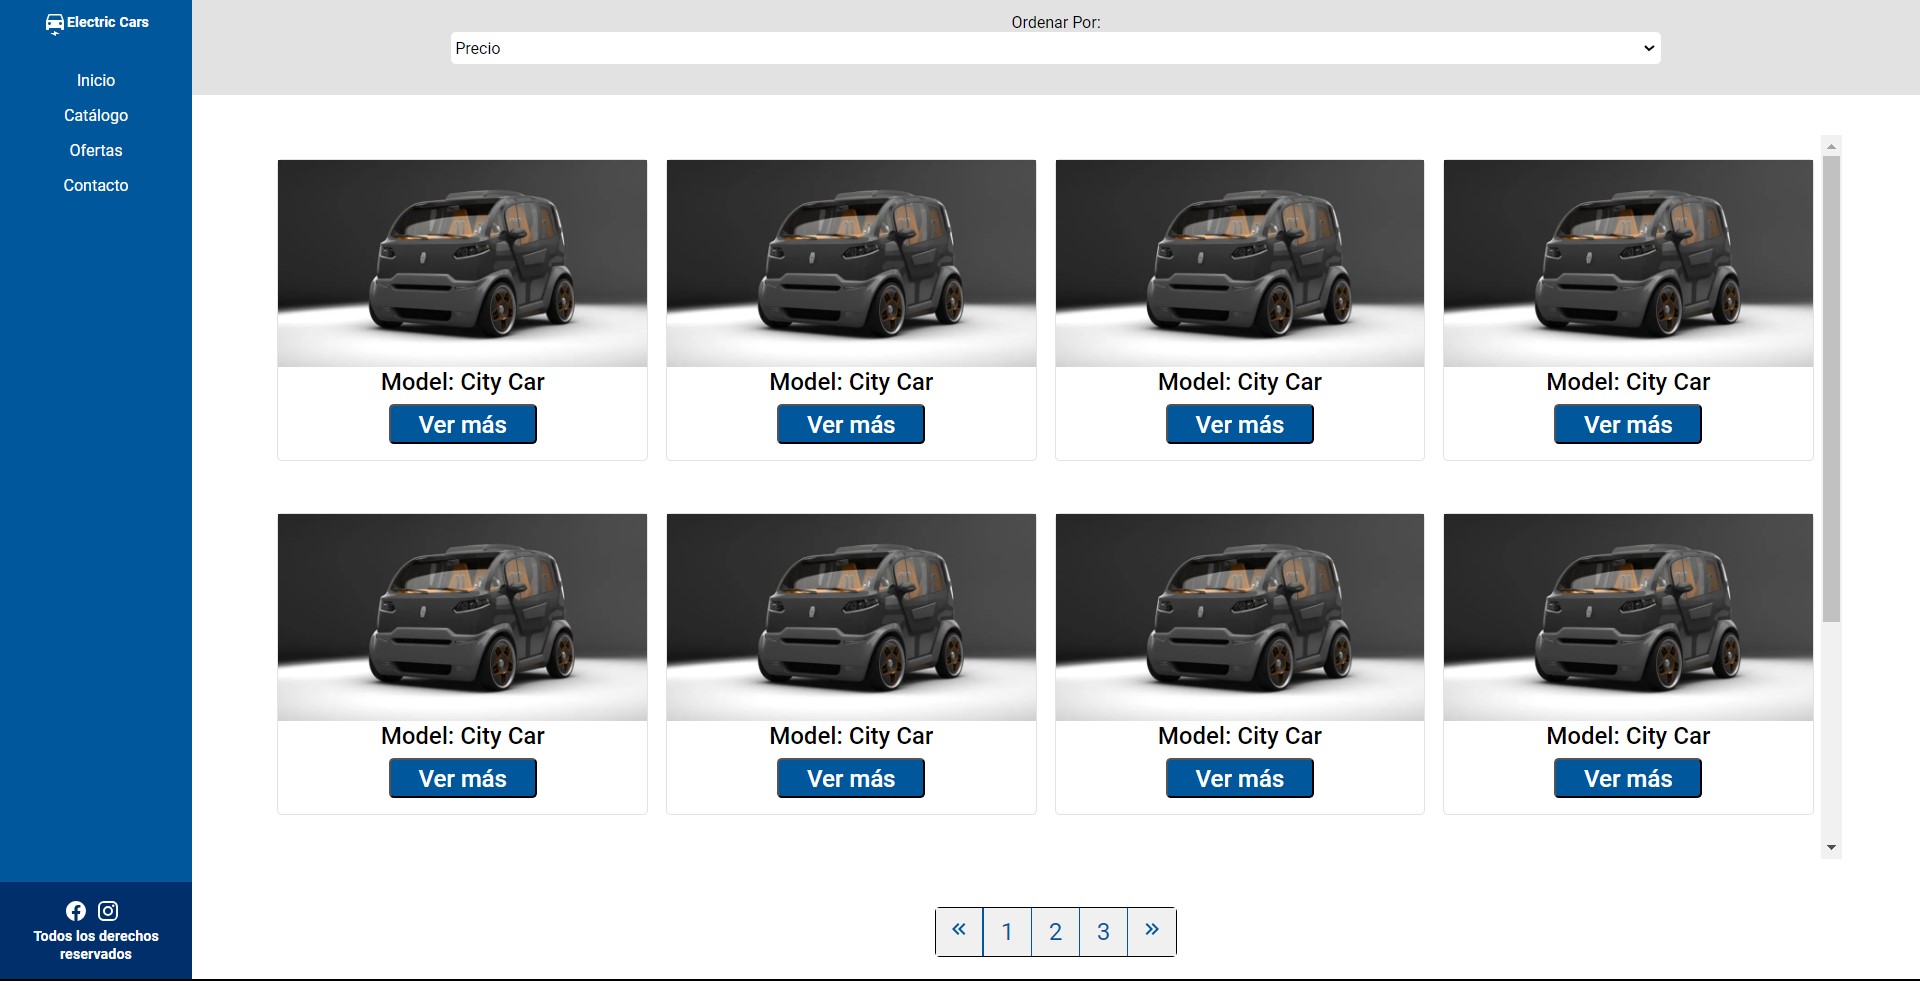 Electric Cars
Inicio
Catálogo
Ofertas
Contacto
Todos los derechos
reservados
Ordenar Por:
Precio
Model: City Car
Ver más
Model: City Car
Ver más
Model: City Car
Ver más
Model: City Car
Ver más
Model: City Car
Ver más
Model: City Car
Ver más
Model: City Car
Ver más
Model: City Car
Ver más
« 1 2 3 »